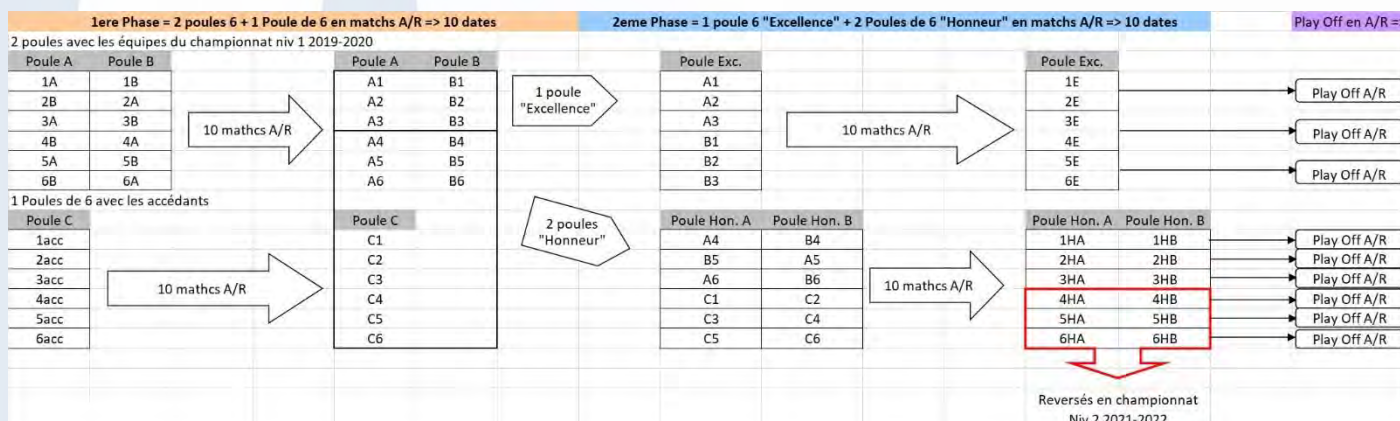 1ere Phase = 2 poules 6 + 1 Poule de 6 en matchs A/R => 10 dates
2eme Phase = 1 poule 6 "Excellence" + 2 Poules de 6 "Honneur" en matchs A/R => 10 dates
Play Off en A/R =
2 poules avec les équipes du championnat niv 1 2019-2020
Poule A Poule B
1A 1B
2B 2A
3A 3B
4B 4A
5A 5B
6B 6A
10 mathcs A/R
Poule A Poule B
A1 B1
A2 B2
A3 B3
A4 B4
A5 B5
A6 B6
1 poule
"Excellence"
Poule Exc.
A1
A2
A3
B1
B2
B3
10 mathcs A/R
Poule Exc.
1E
2E
3E
4E
5E
6E
Play Off A/R
Play Off A/R
Play Off A/R
1 Poules de 6 avec les accédants
Poule C
1acc
2acc
3acc
4acc
5acc
6acc
10 mathcs A/R
Poule C
C1
C2
C3
C4
C5
C6
2 poules
"Honneur"
Poule Hon. A Poule Hon. B
A4 B4
B5 A5
A6 B6
C1 C2
C3 C4
C5 C6
10 mathcs A/R
Poule Hon. A Poule Hon. B
1HA 1HB
2HA 2HB
3HA 3HB
4HA 4HB
5HA 5HB
6HA 6HB
Play Off A/R
Play Off A/R
Play Off A/R
Play Off A/R
Play Off A/R
Play Off A/R
Reversés en championnat
Niv 2 2021-2022